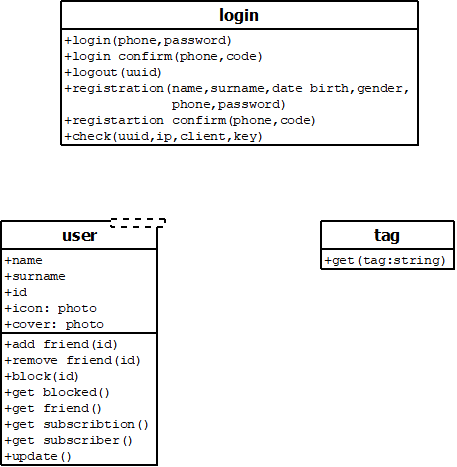 login
+login(phone,password)
+login confirm(phone,code)
+logout(uuid)
+registration(name,surname,date birth,gender,
phone,password)
+registartion confirm(phone,code)
+check(uuid,ip,client,key)
user
+name
+surname
+id
+icon: photo
+cover: photo
+add friend(id)
+remove friend(id)
+block(id)
+get blocked()
+get friend()
+get subscribtion()
+get subscriber()
+update()
tag
+get(tag:string)